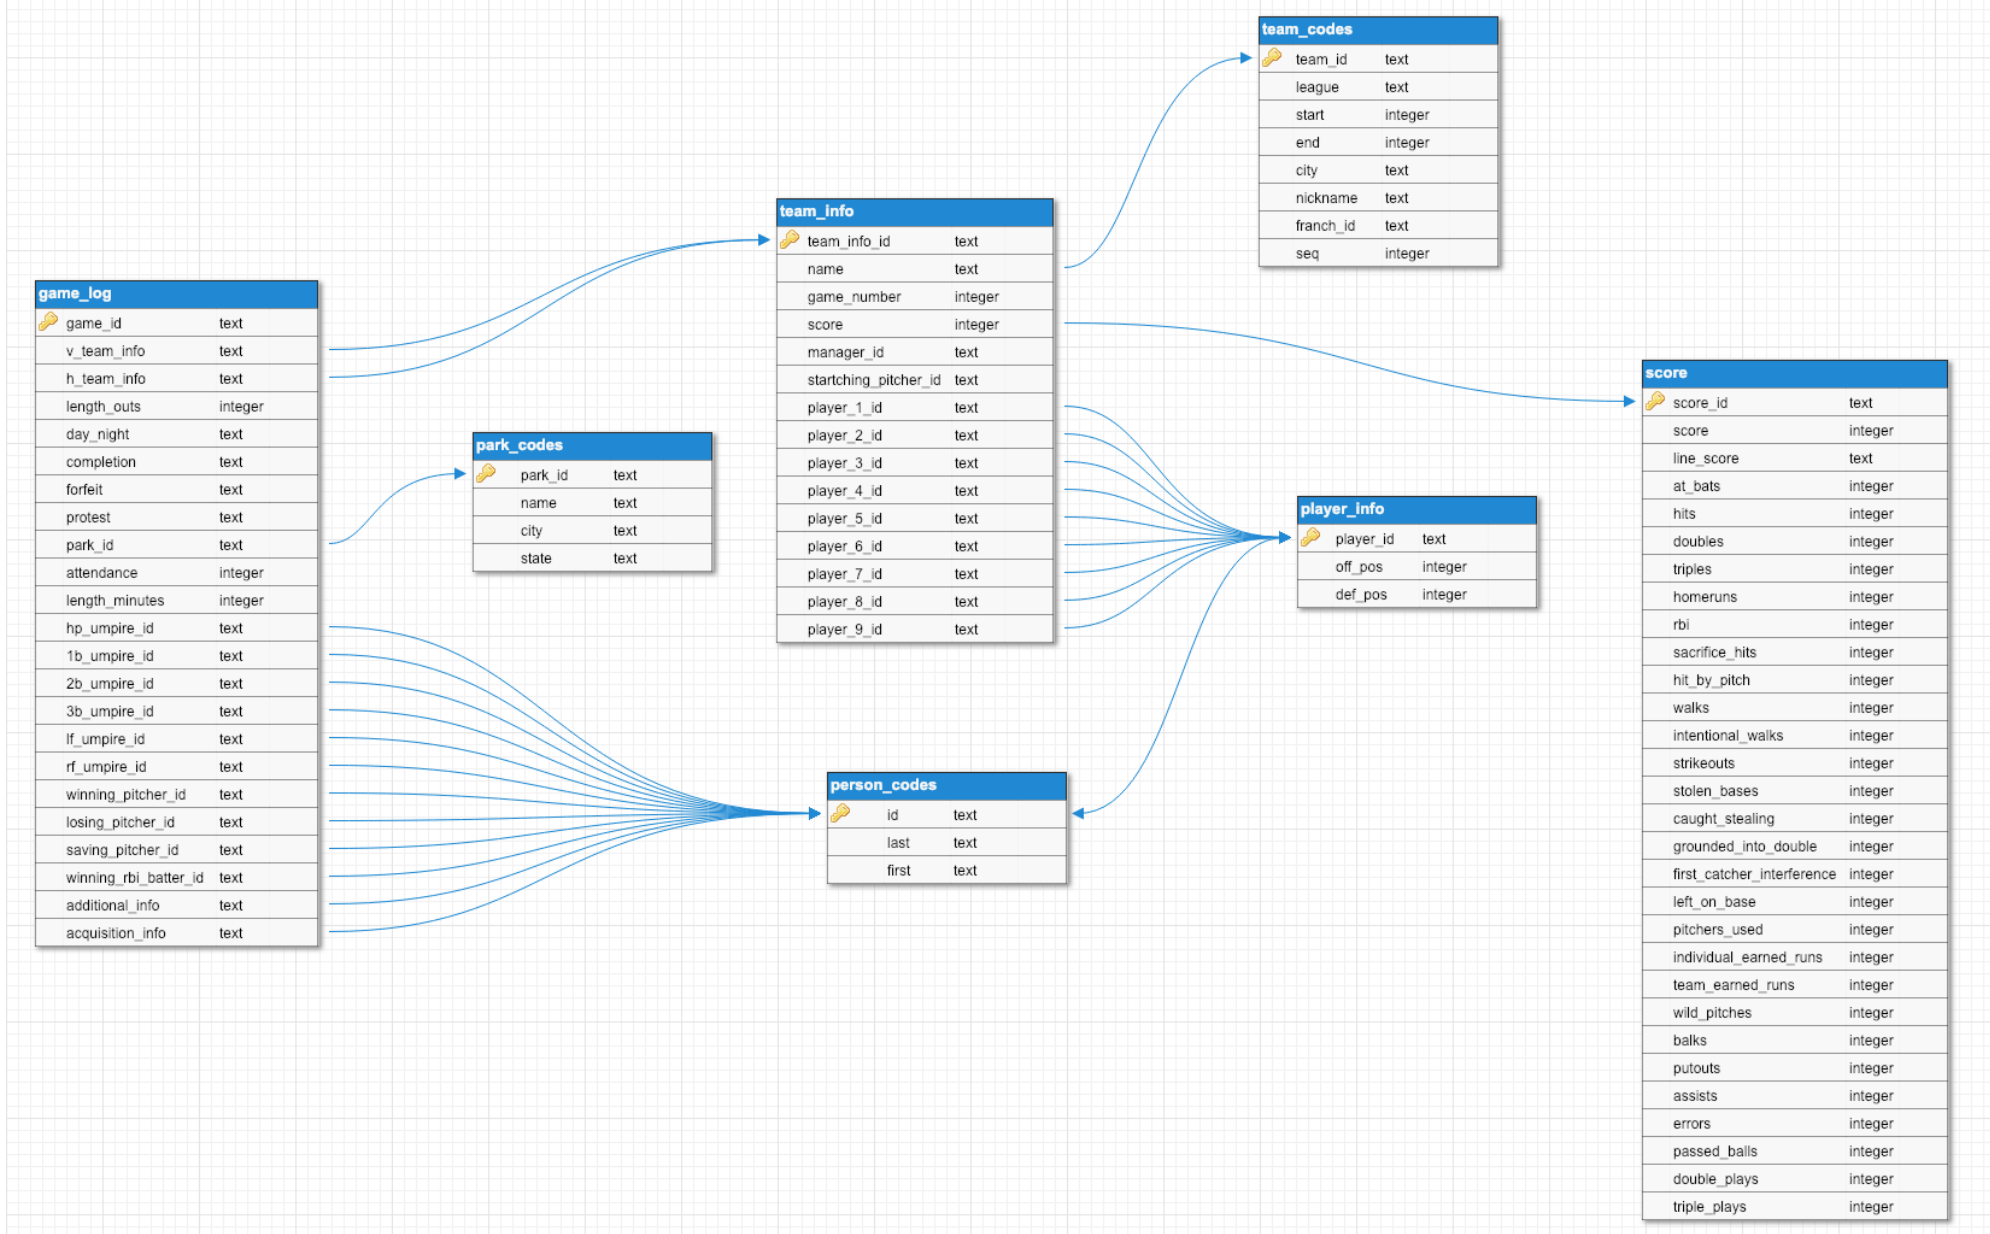 team_codes
team_id text
league text
start integer
end integer
city text
nickname text
franch_id text
seq integer
team_info
team_info_id text
name text
game_number integer
score integer
manager_id text
startching_pitcher_id text
player_1_id text
player_2_id text
player_3_id text
player_4_id text
player_5_id text
player_6_id text
player_7_id text
player_8_id text
player_9_id text
game_log
game_id text
v_team_info text
h_team_info text
length_outs integer
day_night text
completion text
forfeit text
protest text
park_id text
attendance integer
length_minutes integer
hp_umpire_id text
1b_umpire_id text
2b_umpire_id text
3b_umpire_id text
lf_umpire_id text
rf_umpire_id text
winning_pitcher_id text
losing_pitcher_id text
saving_pitcher_id text
winning_rbi_batter_id text
additional_info text
acquisition_info text
park_codes
park_id text
name text
city text
state text
player_info
player_id text
off_pos integer
def_pos integer
person_codes
id text
last text
first text
score
score_id text
score integer
line_score text
at_bats integer
hits integer
doubles integer
triples integer
homeruns integer
rbi integer
sacrifice_hits integer
hit_by_pitch integer
walks integer
intentional_walks integer
strikeouts integer
stolen_bases integer
caught_stealing integer
grounded_into_double integer
first_catcher_interference integer
left_on_base integer
pitchers_used integer
individual_earned_runs integer
team_earned_runs integer
wild_pitches integer
balks integer
putouts integer
assists integer
errors integer
passed_balls integer
double_plays integer
triple_plays integer